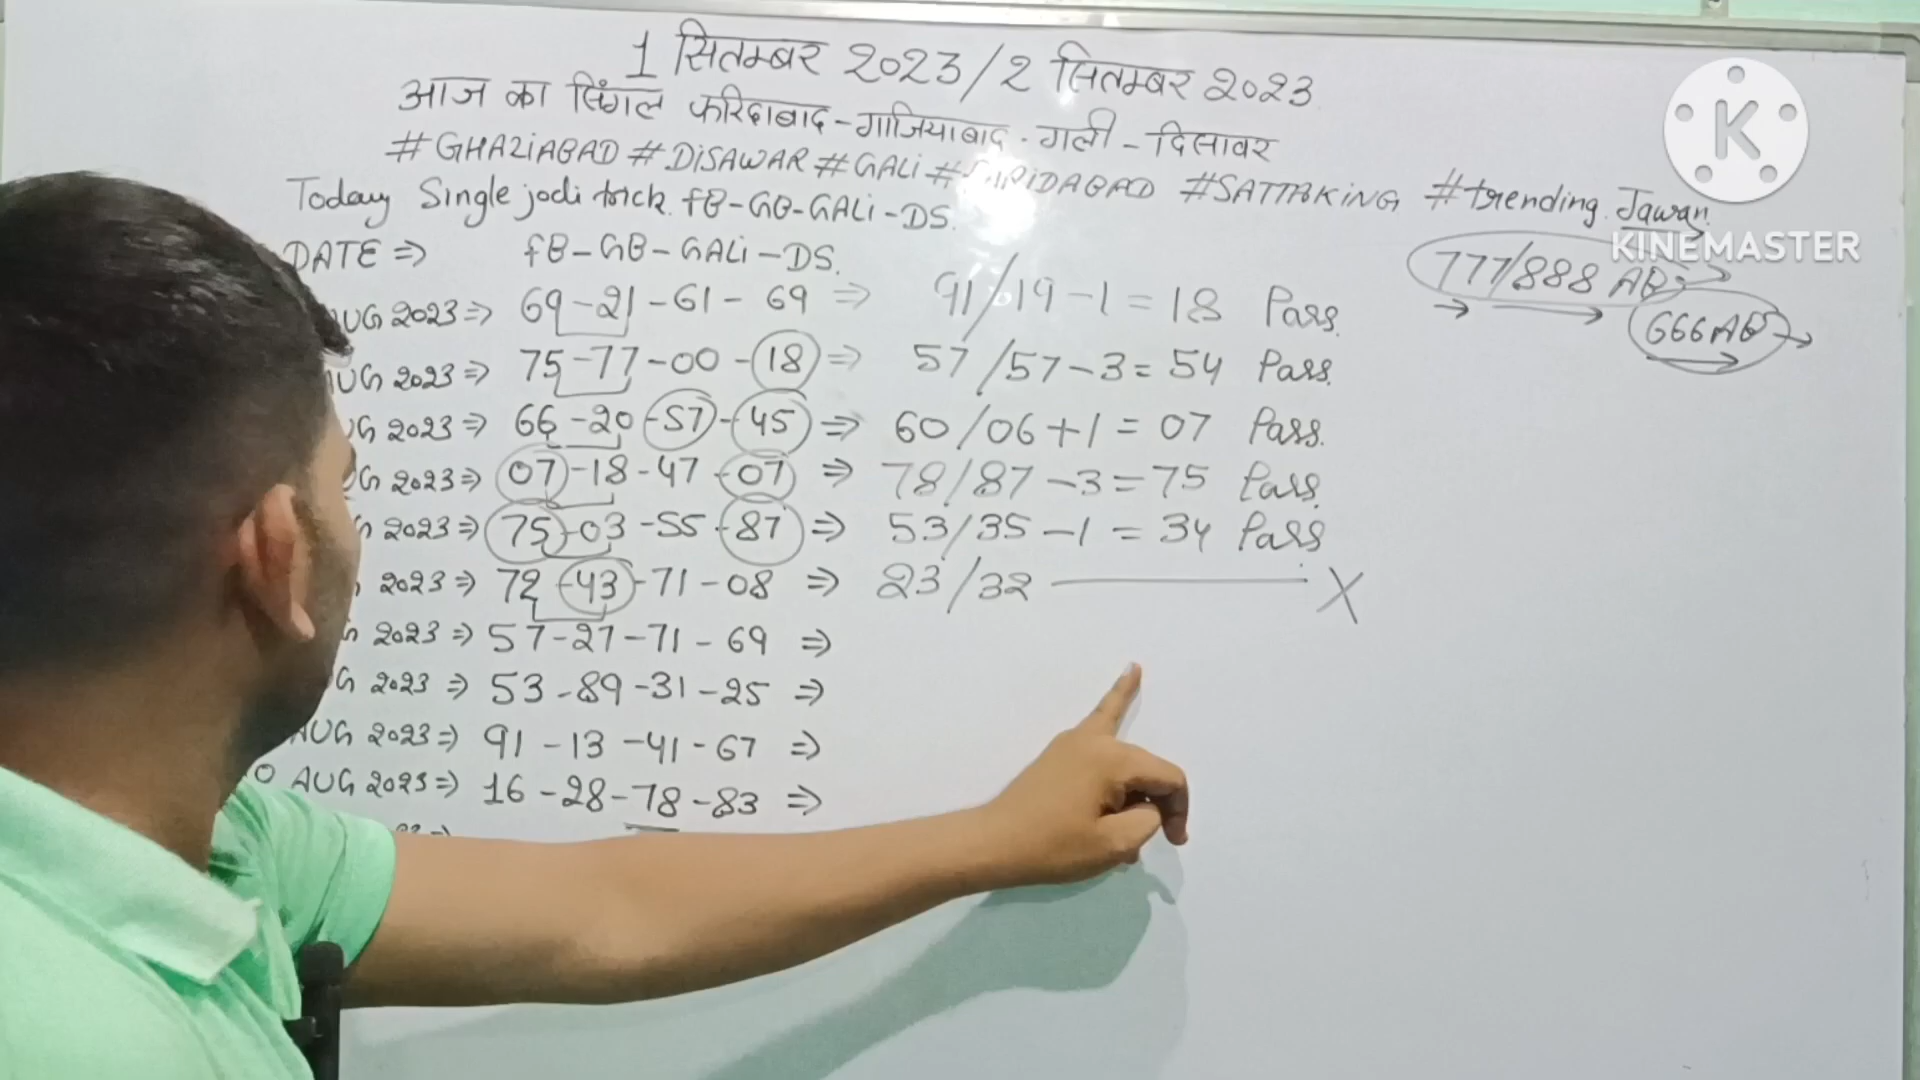 1 सितम्बर 2023/2 सितम्बर 2023
आज का सिंगल फरिदाबाद-गाजियाबाद-गली-दिसावर
#GHAZiABAD #DiSAWAR #GALi # #SATTAKiNG #trending Jawan
Today Single jodi trick. fB-GB-GALi-DS.
DATE ⇒ fB-GB-GALi-DS.
777/888 AB →
666AB →
AUG 2023 ⇒ 69-21-61-69 ⇒ 91/19-1=18 Pass.
AUG 2023 ⇒ 75-77-00-18 ⇒ 57/57-3=54 Pass.
2023 ⇒ 66-20-57-45 ⇒ 60/06+1=07 Pass.
2023 ⇒ 07-18-47-07 ⇒ 78/87-3=75 Pass.
2023 ⇒ 75-03-55-87 ⇒ 53/35-1=34 Pass
2023 ⇒ 72-43-71-08 ⇒ 23/32 X
2023 ⇒ 57-27-71-69 ⇒
2023 ⇒ 53-89-31-25 ⇒
AUG 2023 ⇒ 91-13-41-67 ⇒
AUG 2023 ⇒ 16-28-78-83 ⇒
K
KINEMASTER